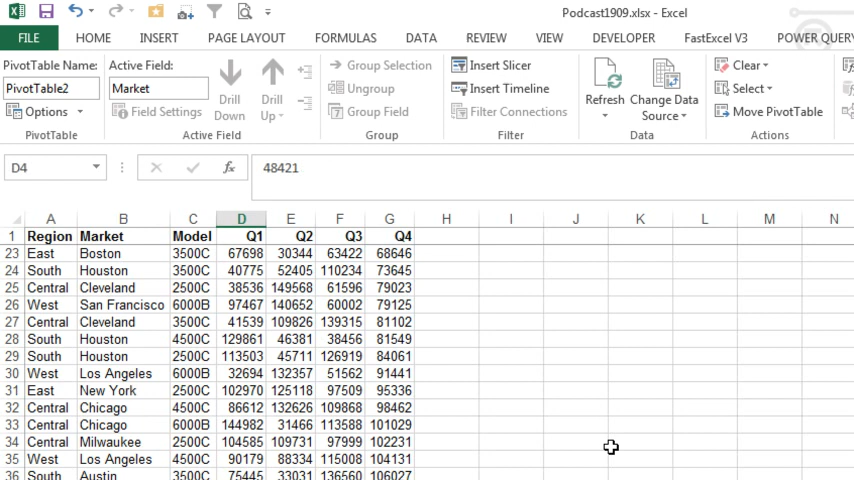 Podcast1909.xlsx - Excel
FILE HOME INSERT PAGE LAYOUT FORMULAS DATA REVIEW VIEW DEVELOPER FastExcel V3 POWER QUERY
PivotTable Name: Active Field: Group Selection Insert Slicer Clear
PivotTable2 Market Drill Down Drill Up Ungroup Insert Timeline Refresh Change Data Source Select
Options Field Settings Group Field Filter Connections Move PivotTable
PivotTable Active Field Group Filter Data Actions
D4 fx 48421
A B C D E F G H I J K L M N
1 Region Market Model Q1 Q2 Q3 Q4
23 East Boston 3500C 67698 30344 63422 68646
24 South Houston 3500C 40775 52405 110234 73645
25 Central Cleveland 2500C 38536 149568 61596 79023
26 West San Francisco 6000B 97467 140652 60002 79125
27 Central Cleveland 3500C 41539 109826 139315 81102
28 South Houston 4500C 129861 46381 38456 81549
29 South Houston 2500C 113503 45711 126919 84061
30 West Los Angeles 6000B 32694 132357 51562 91441
31 East New York 2500C 102970 125118 97509 95336
32 Central Chicago 4500C 86612 132626 109868 98462
33 Central Chicago 6000B 144982 31466 113588 101029
34 Central Milwaukee 2500C 104585 109731 97999 102231
35 West Los Angeles 4500C 90179 88334 115008 104131
36 South Austin 3500C 75445 33031 136560 106027